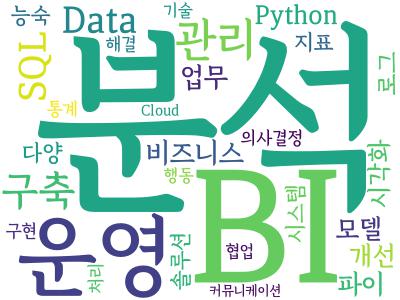 능숙
Data
기술
Python
해결
관리
지표
SQL
분석
업무
로그
통계
Cloud
의사결정
다양
비즈니스
시각화
행동
구축
BI
시스템
운영
모델
구현
솔루션
협업
개선
처리
커뮤니케이션
파이